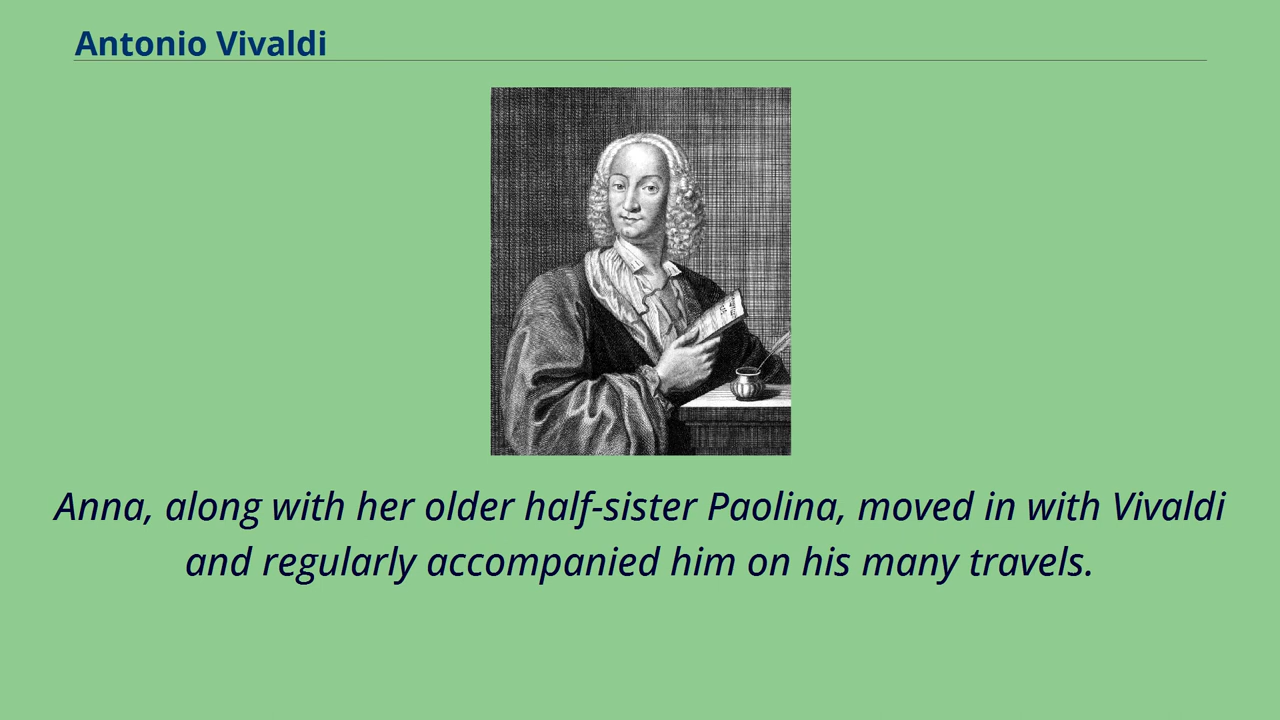 Antonio Vivaldi
Anna, along with her older half-sister Paolina, moved in with Vivaldi
and regularly accompanied him on his many travels.